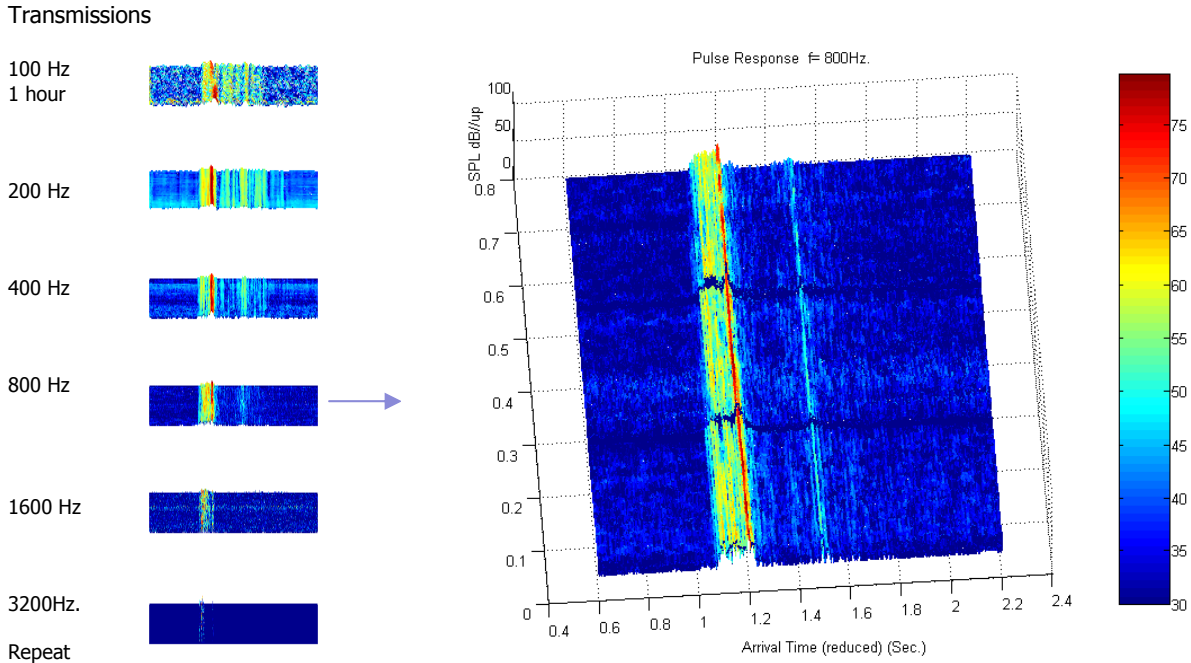 Transmissions
100 Hz
1 hour
200 Hz
400 Hz
800 Hz
1600 Hz
3200Hz.
Repeat
Pulse Response f= 800Hz.
SPL dB//up
100
50
0
0.8
0.7
0.6
0.5
0.4
0.3
0.2
0.1
0
0.4
0.6
0.8
1
1.2
1.4
1.6
1.8
2
2.2
2.4
Arrival Time (reduced) (Sec.)
75
70
65
60
55
50
45
40
35
30